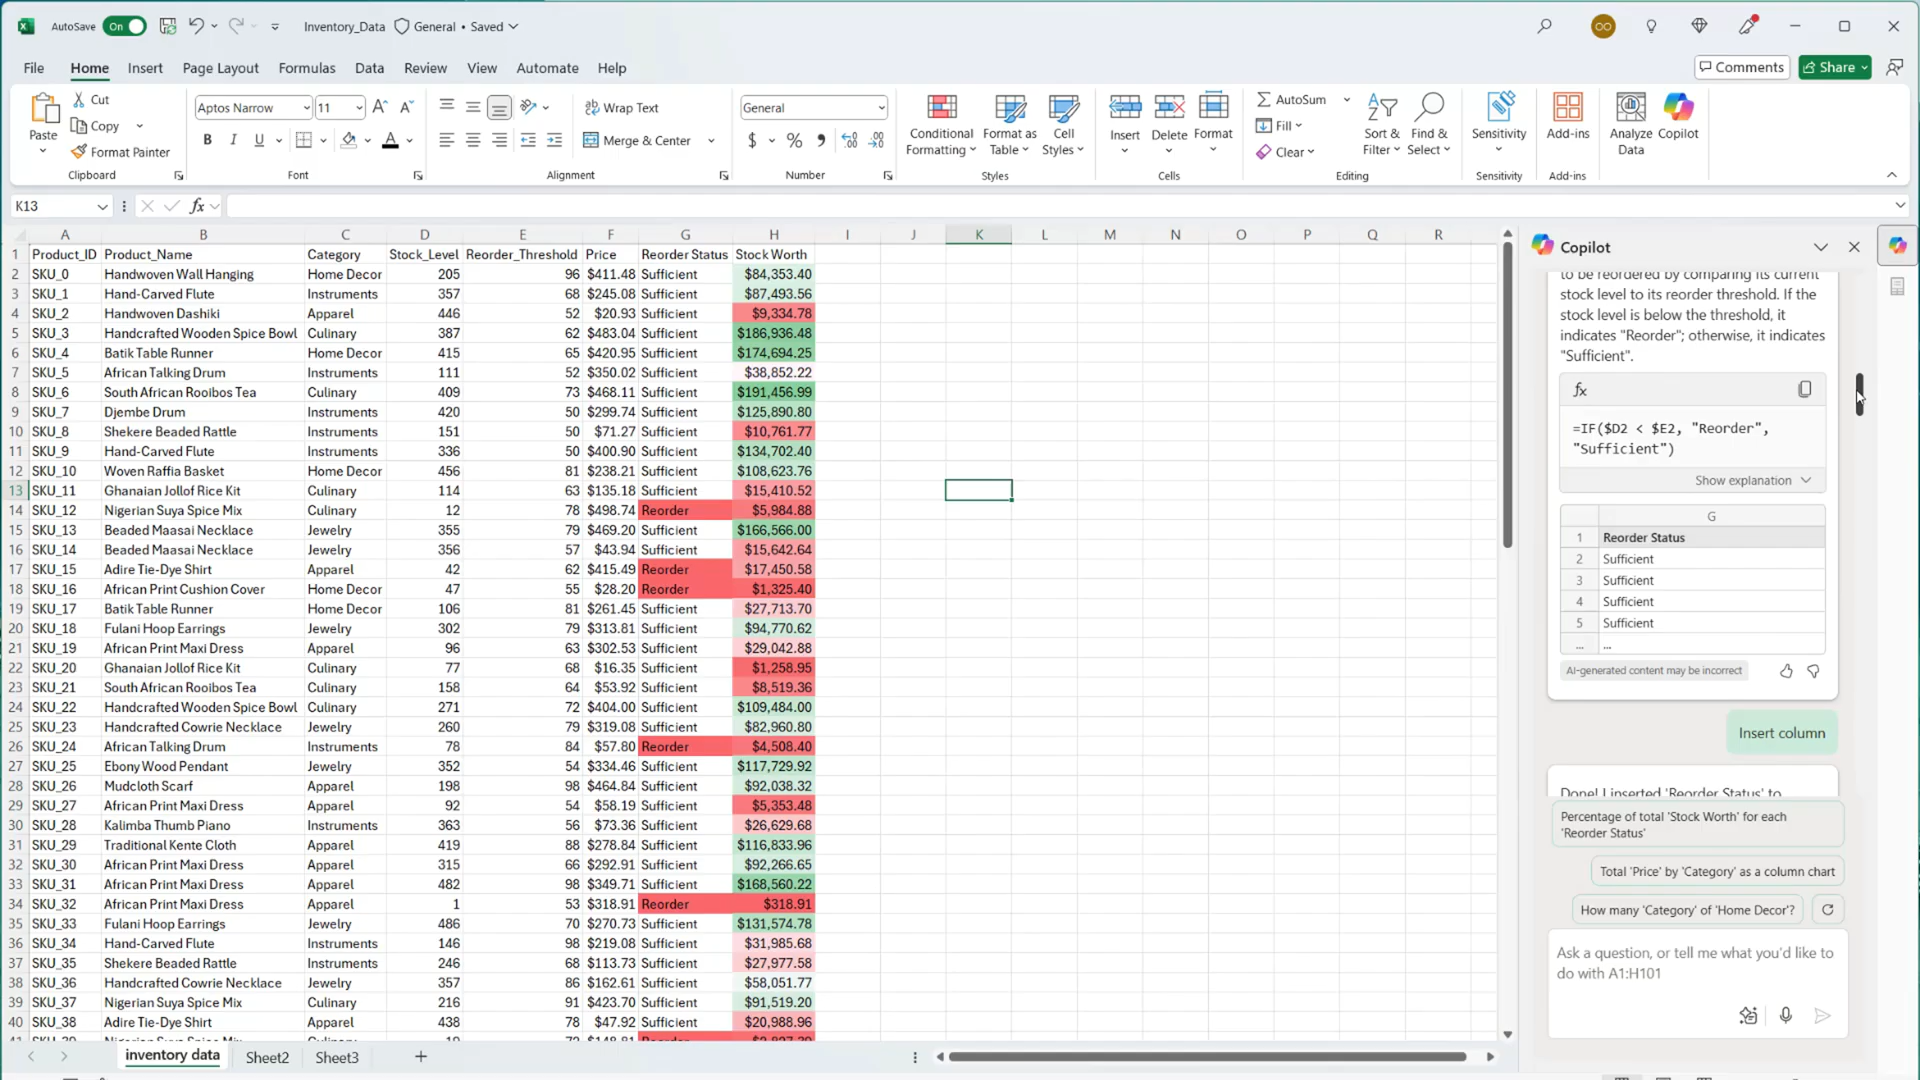 AutoSave On Inventory_Data General • Saved
File Home Insert Page Layout Formulas Data Review View Automate Help Comments Share
Paste Cut Copy Format Painter Clipboard
Aptos Narrow 11 B I U A Font
Wrap Text Merge & Center Alignment
General $ % Number
Conditional Formatting Format as Table Cell Styles Styles
Insert Delete Format Cells
AutoSum Fill Clear Sort & Filter Find & Select Editing
Sensitivity Sensitivity Add-ins Add-ins Analyze Data Copilot
K13 fx
A B C D E F G H I J K L M N O P Q R
1 Product_ID Product_Name Category Stock_Level Reorder_Threshold Price Reorder Status Stock Worth
2 SKU_0 Handwoven Wall Hanging Home Decor 205 96 $411.48 Sufficient $84,353.40
3 SKU_1 Hand-Carved Flute Instruments 357 68 $245.08 Sufficient $87,493.56
4 SKU_2 Handwoven Dashiki Apparel 446 52 $20.93 Sufficient $9,334.78
5 SKU_3 Handcrafted Wooden Spice Bowl Culinary 387 62 $483.04 Sufficient $186,936.48
6 SKU_4 Batik Table Runner Home Decor 415 65 $420.95 Sufficient $174,694.25
7 SKU_5 African Talking Drum Instruments 111 52 $350.02 Sufficient $38,852.22
8 SKU_6 South African Rooibos Tea Culinary 409 73 $468.11 Sufficient $191,456.99
9 SKU_7 Djembe Drum Instruments 420 50 $299.74 Sufficient $125,890.80
10 SKU_8 Shekere Beaded Rattle Instruments 151 50 $71.27 Sufficient $10,761.77
11 SKU_9 Hand-Carved Flute Instruments 336 50 $400.90 Sufficient $134,702.40
12 SKU_10 Woven Raffia Basket Home Decor 456 81 $238.21 Sufficient $108,623.76
13 SKU_11 Ghanaian Jollof Rice Kit Culinary 114 63 $135.18 Sufficient $15,410.52
14 SKU_12 Nigerian Suya Spice Mix Culinary 12 78 $498.74 Reorder $5,984.88
15 SKU_13 Beaded Maasai Necklace Jewelry 355 79 $469.20 Sufficient $166,566.00
16 SKU_14 Beaded Maasai Necklace Jewelry 356 57 $43.94 Sufficient $15,642.64
17 SKU_15 Adire Tie-Dye Shirt Apparel 42 62 $415.49 Reorder $17,450.58
18 SKU_16 African Print Cushion Cover Home Decor 47 55 $28.20 Reorder $1,325.40
19 SKU_17 Batik Table Runner Home Decor 106 81 $261.45 Sufficient $27,713.70
20 SKU_18 Fulani Hoop Earrings Jewelry 302 79 $313.81 Sufficient $94,770.62
21 SKU_19 African Print Maxi Dress Apparel 96 63 $302.53 Sufficient $29,042.88
22 SKU_20 Ghanaian Jollof Rice Kit Culinary 77 68 $16.35 Sufficient $1,258.95
23 SKU_21 South African Rooibos Tea Culinary 158 64 $53.92 Sufficient $8,519.36
24 SKU_22 Handcrafted Wooden Spice Bowl Culinary 271 72 $404.00 Sufficient $109,484.00
25 SKU_23 Handcrafted Cowrie Necklace Jewelry 260 79 $319.08 Sufficient $82,960.80
26 SKU_24 African Talking Drum Instruments 78 84 $57.80 Reorder $4,508.40
27 SKU_25 Ebony Wood Pendant Jewelry 352 54 $334.46 Sufficient $117,729.92
28 SKU_26 Mudcloth Scarf Apparel 198 98 $464.84 Sufficient $92,038.32
29 SKU_27 African Print Maxi Dress Apparel 92 54 $58.19 Sufficient $5,353.48
30 SKU_28 Kalimba Thumb Piano Instruments 363 56 $73.36 Sufficient $26,629.68
31 SKU_29 Traditional Kente Cloth Apparel 419 88 $278.84 Sufficient $116,833.96
32 SKU_30 African Print Maxi Dress Apparel 315 66 $292.91 Sufficient $92,266.65
33 SKU_31 African Print Maxi Dress Apparel 482 98 $349.71 Sufficient $168,560.22
34 SKU_32 African Print Maxi Dress Apparel 1 53 $318.91 Reorder $318.91
35 SKU_33 Fulani Hoop Earrings Jewelry 486 70 $270.73 Sufficient $131,574.78
36 SKU_34 Hand-Carved Flute Instruments 146 98 $219.08 Sufficient $31,985.68
37 SKU_35 Shekere Beaded Rattle Instruments 246 68 $113.73 Sufficient $27,977.58
38 SKU_36 Handcrafted Cowrie Necklace Jewelry 357 86 $162.61 Sufficient $58,051.77
39 SKU_37 Nigerian Suya Spice Mix Culinary 216 91 $423.70 Sufficient $91,519.20
40 SKU_38 Adire Tie-Dye Shirt Apparel 438 78 $47.92 Sufficient $20,988.96
inventory data Sheet2 Sheet3
Copilot
to be reordered by comparing its current
stock level to its reorder threshold. If the
stock level is below the threshold, it
indicates "Reorder"; otherwise, it indicates
"Sufficient".
fx
=IF($D2 < $E2, "Reorder",
"Sufficient")
Show explanation
G
1 Reorder Status
2 Sufficient
3 Sufficient
4 Sufficient
5 Sufficient
... ...
AI-generated content may be incorrect
Insert column
Done! I inserted 'Reorder Status' to
Percentage of total 'Stock Worth' for each
'Reorder Status'
Total 'Price' by 'Category' as a column chart
How many 'Category' of 'Home Decor'?
Ask a question, or tell me what you'd like to
do with A1:H101